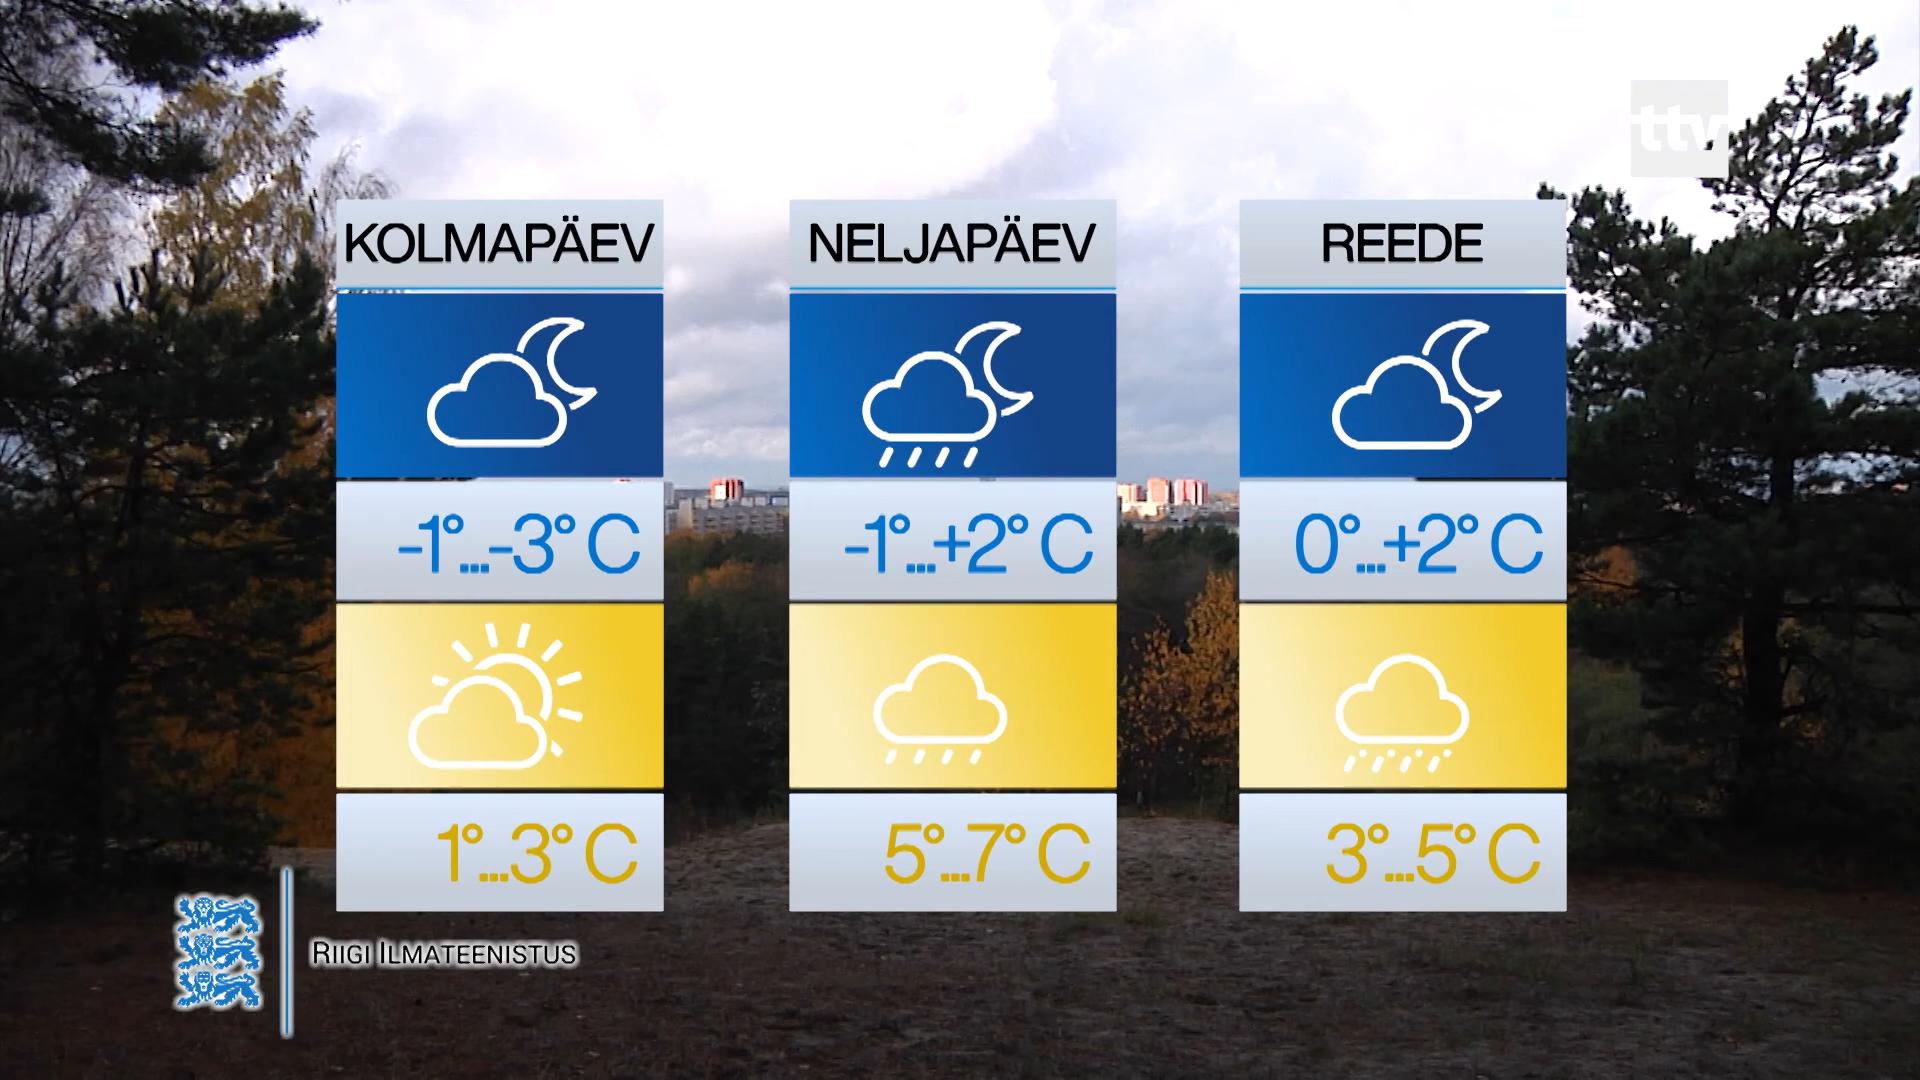 ttv
KOLMAPÄEV
-1°...-3° C
1°...3° C
NELJAPÄEV
-1°...+2° C
5°...7° C
REEDE
0°...+2° C
3°...5° C
RIIGI ILMATEENISTUS